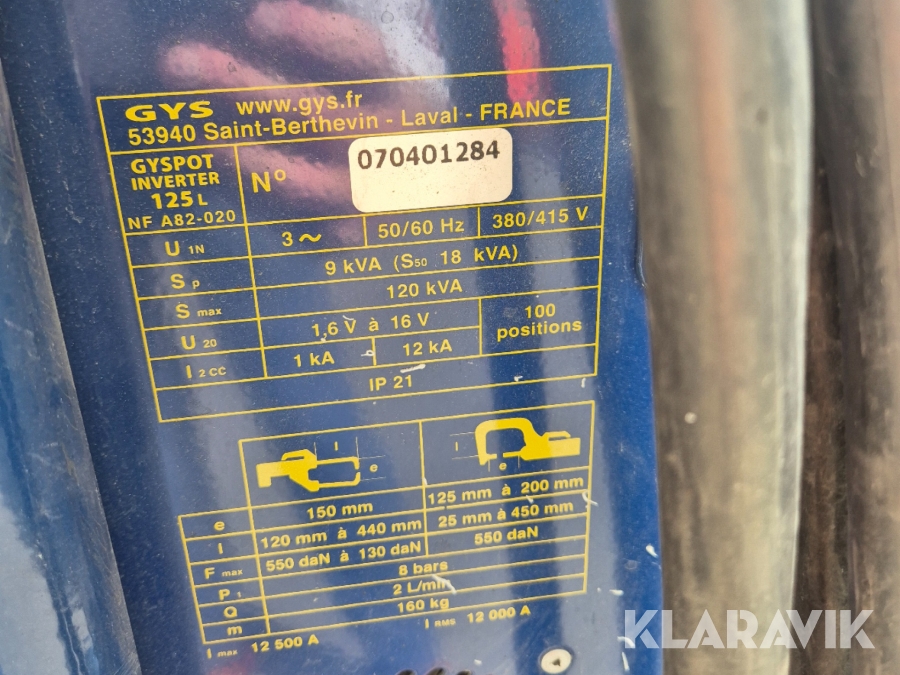 GYS www.gys.fr
53940 Saint-Berthevin - Laval - FRANCE
GYSPOT
INVERTER
125 L
NF A82-020
N° 070401284
U 1N 3 ~ 50/60 Hz 380/415 V
S p 9 kVA (S50 18 kVA)
S max 120 kVA
U 20 1,6 V à 16 V 100 positions
I 2 CC 1 kA 12 kA
IP 21
l e l e
e 150 mm 125 mm à 200 mm
l 120 mm à 440 mm 25 mm à 450 mm
F max 550 daN à 130 daN 550 daN
P 1 8 bars
Q 2 L/min
m 160 kg
I max 12 500 A I RMS 12 000 A
KLARAVIK